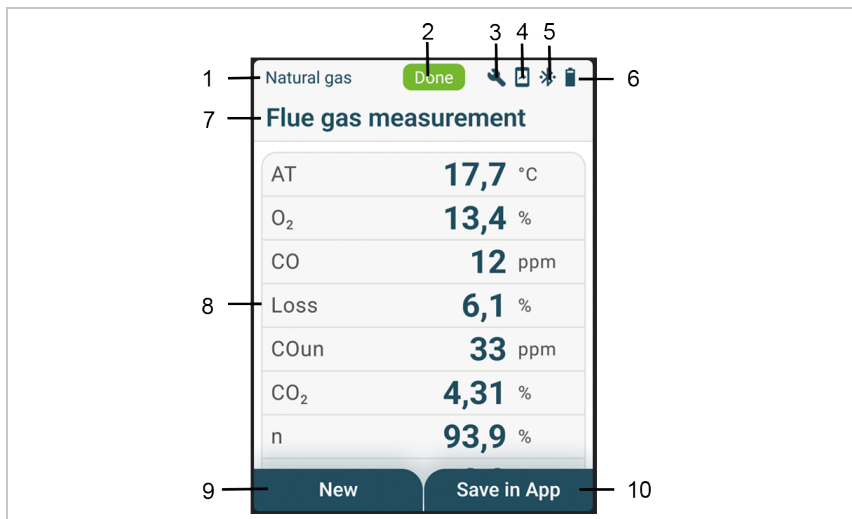 2 3 4 5
1 Natural gas Done 6
7 Flue gas measurement
AT 17,7 °C
O₂ 13,4 %
CO 12 ppm
8 Loss 6,1 %
COun 33 ppm
CO₂ 4,31 %
n 93,9 %
9 New Save in App 10